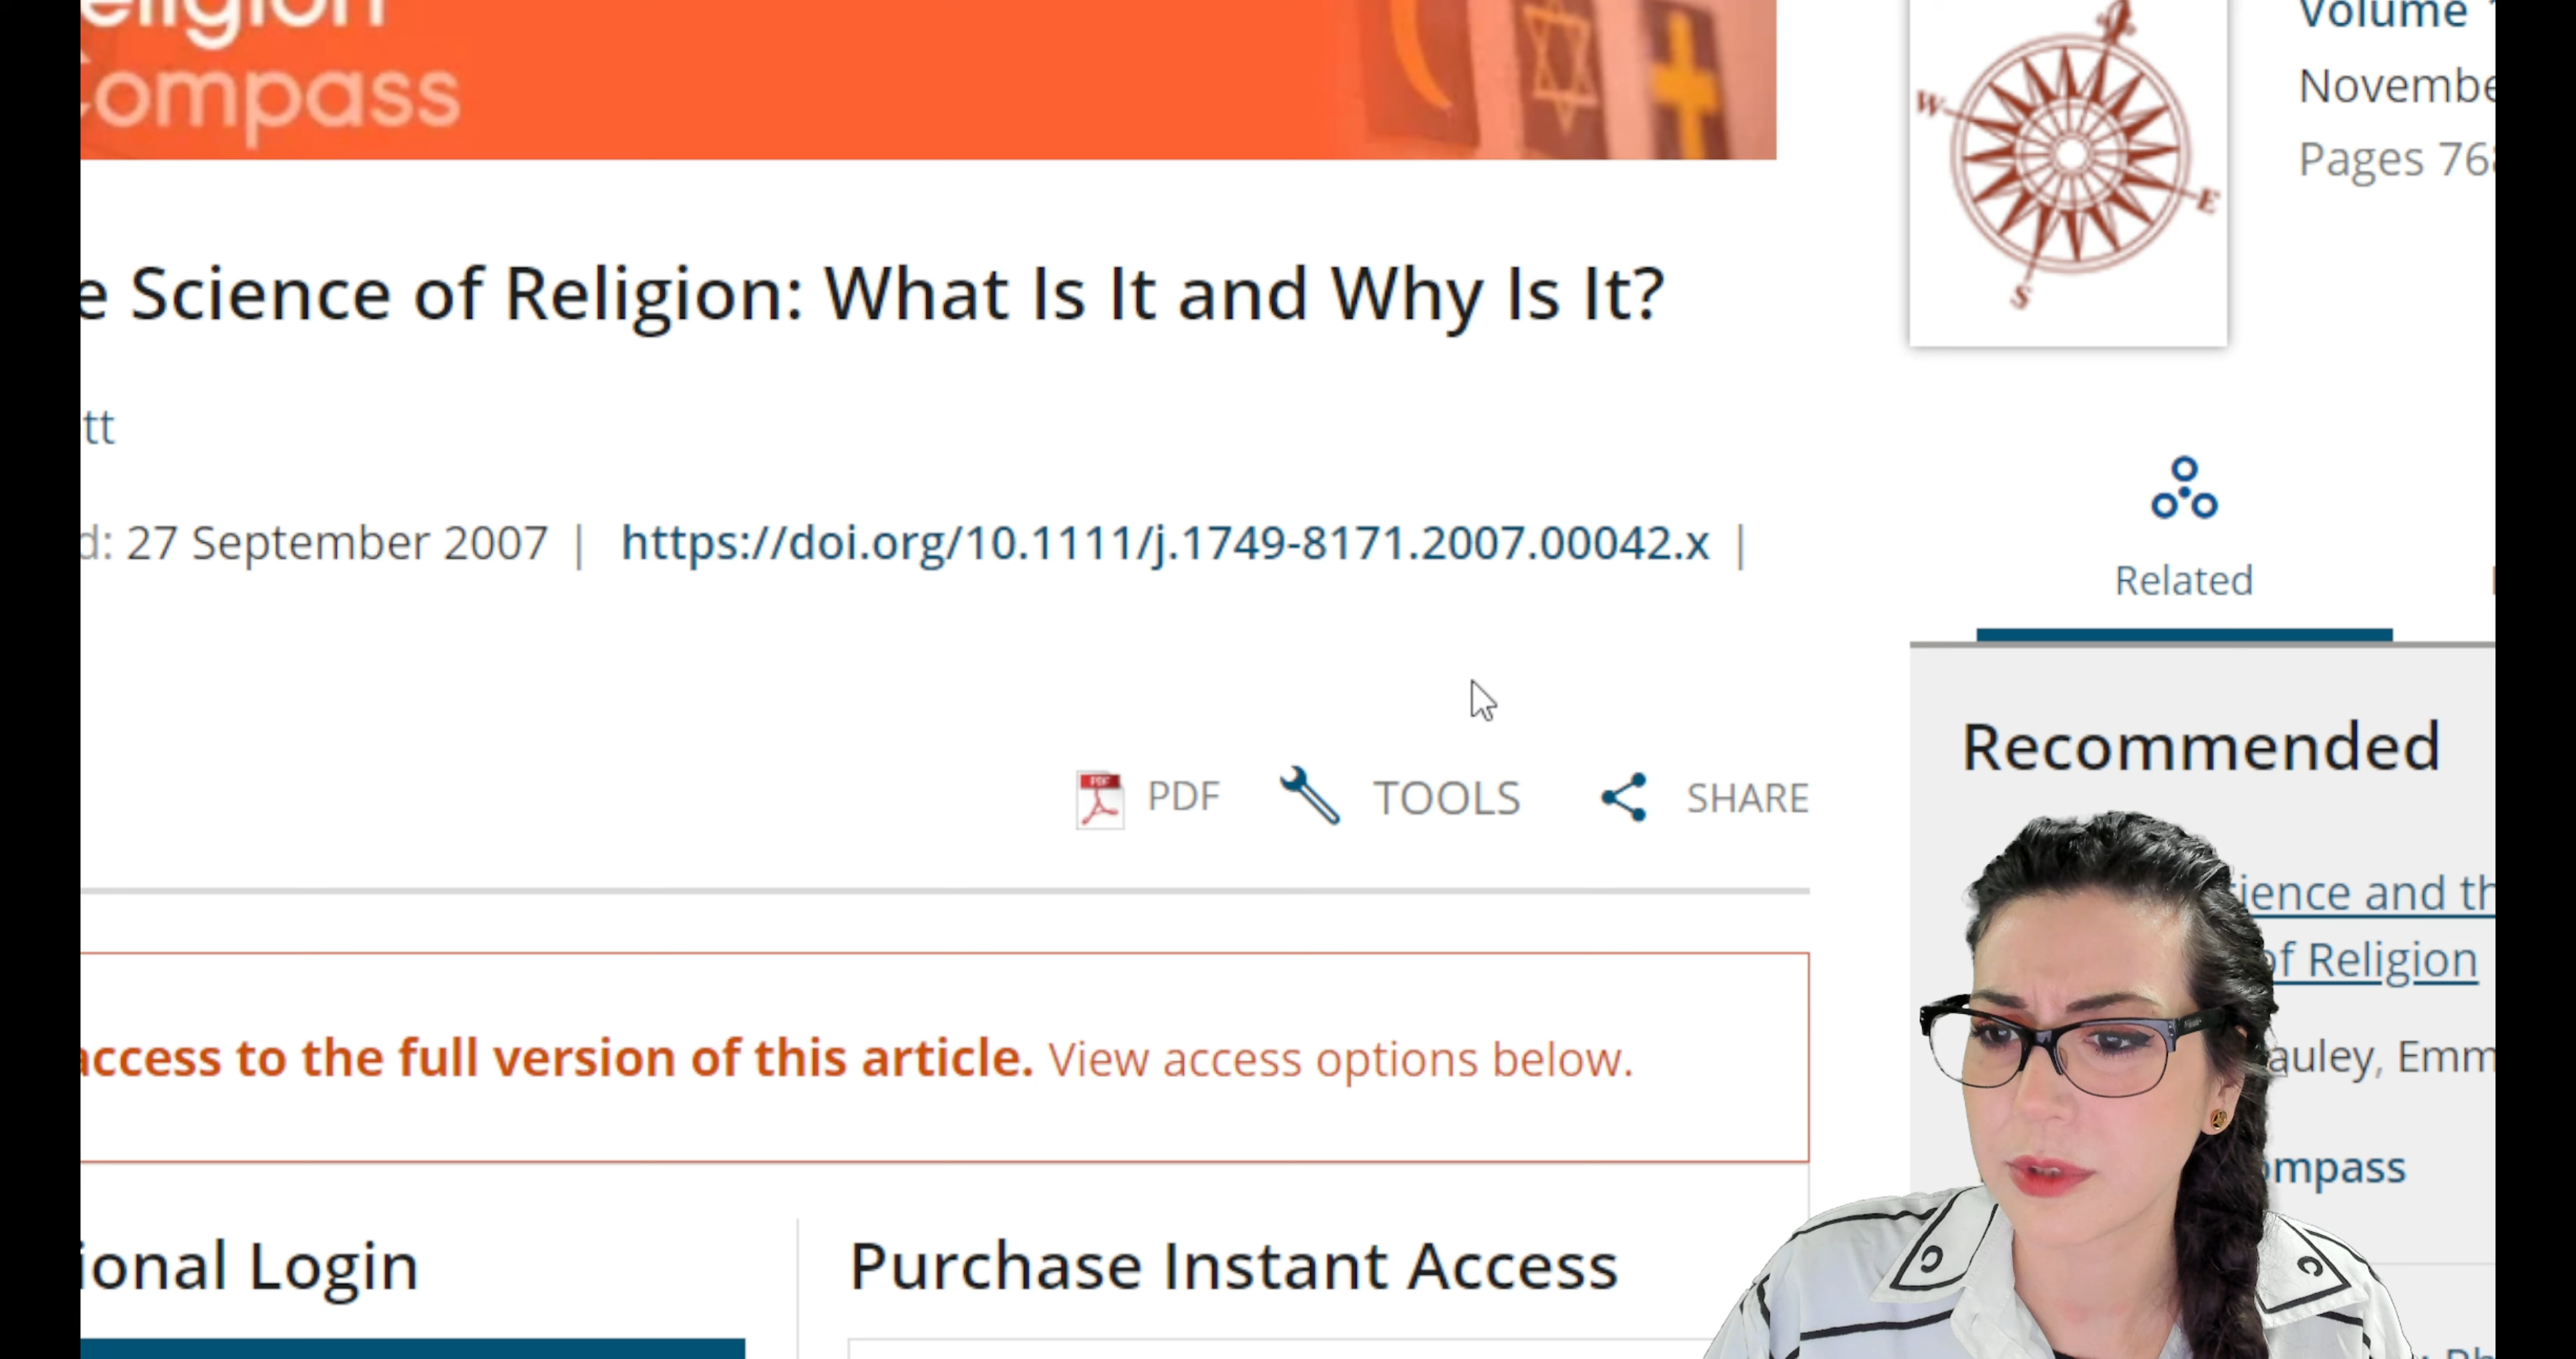 eligion
Compass
e Science of Religion: What Is It and Why Is It?
tt
d: 27 September 2007 | https://doi.org/10.1111/j.1749-8171.2007.00042.x |
PDF TOOLS SHARE
access to the full version of this article. View access options below.
ional Login
Purchase Instant Access
Volume
Novembe
Pages 76
W
E
S
Related
Recommended
ience and th
of Religion
auley, Emm
ompass